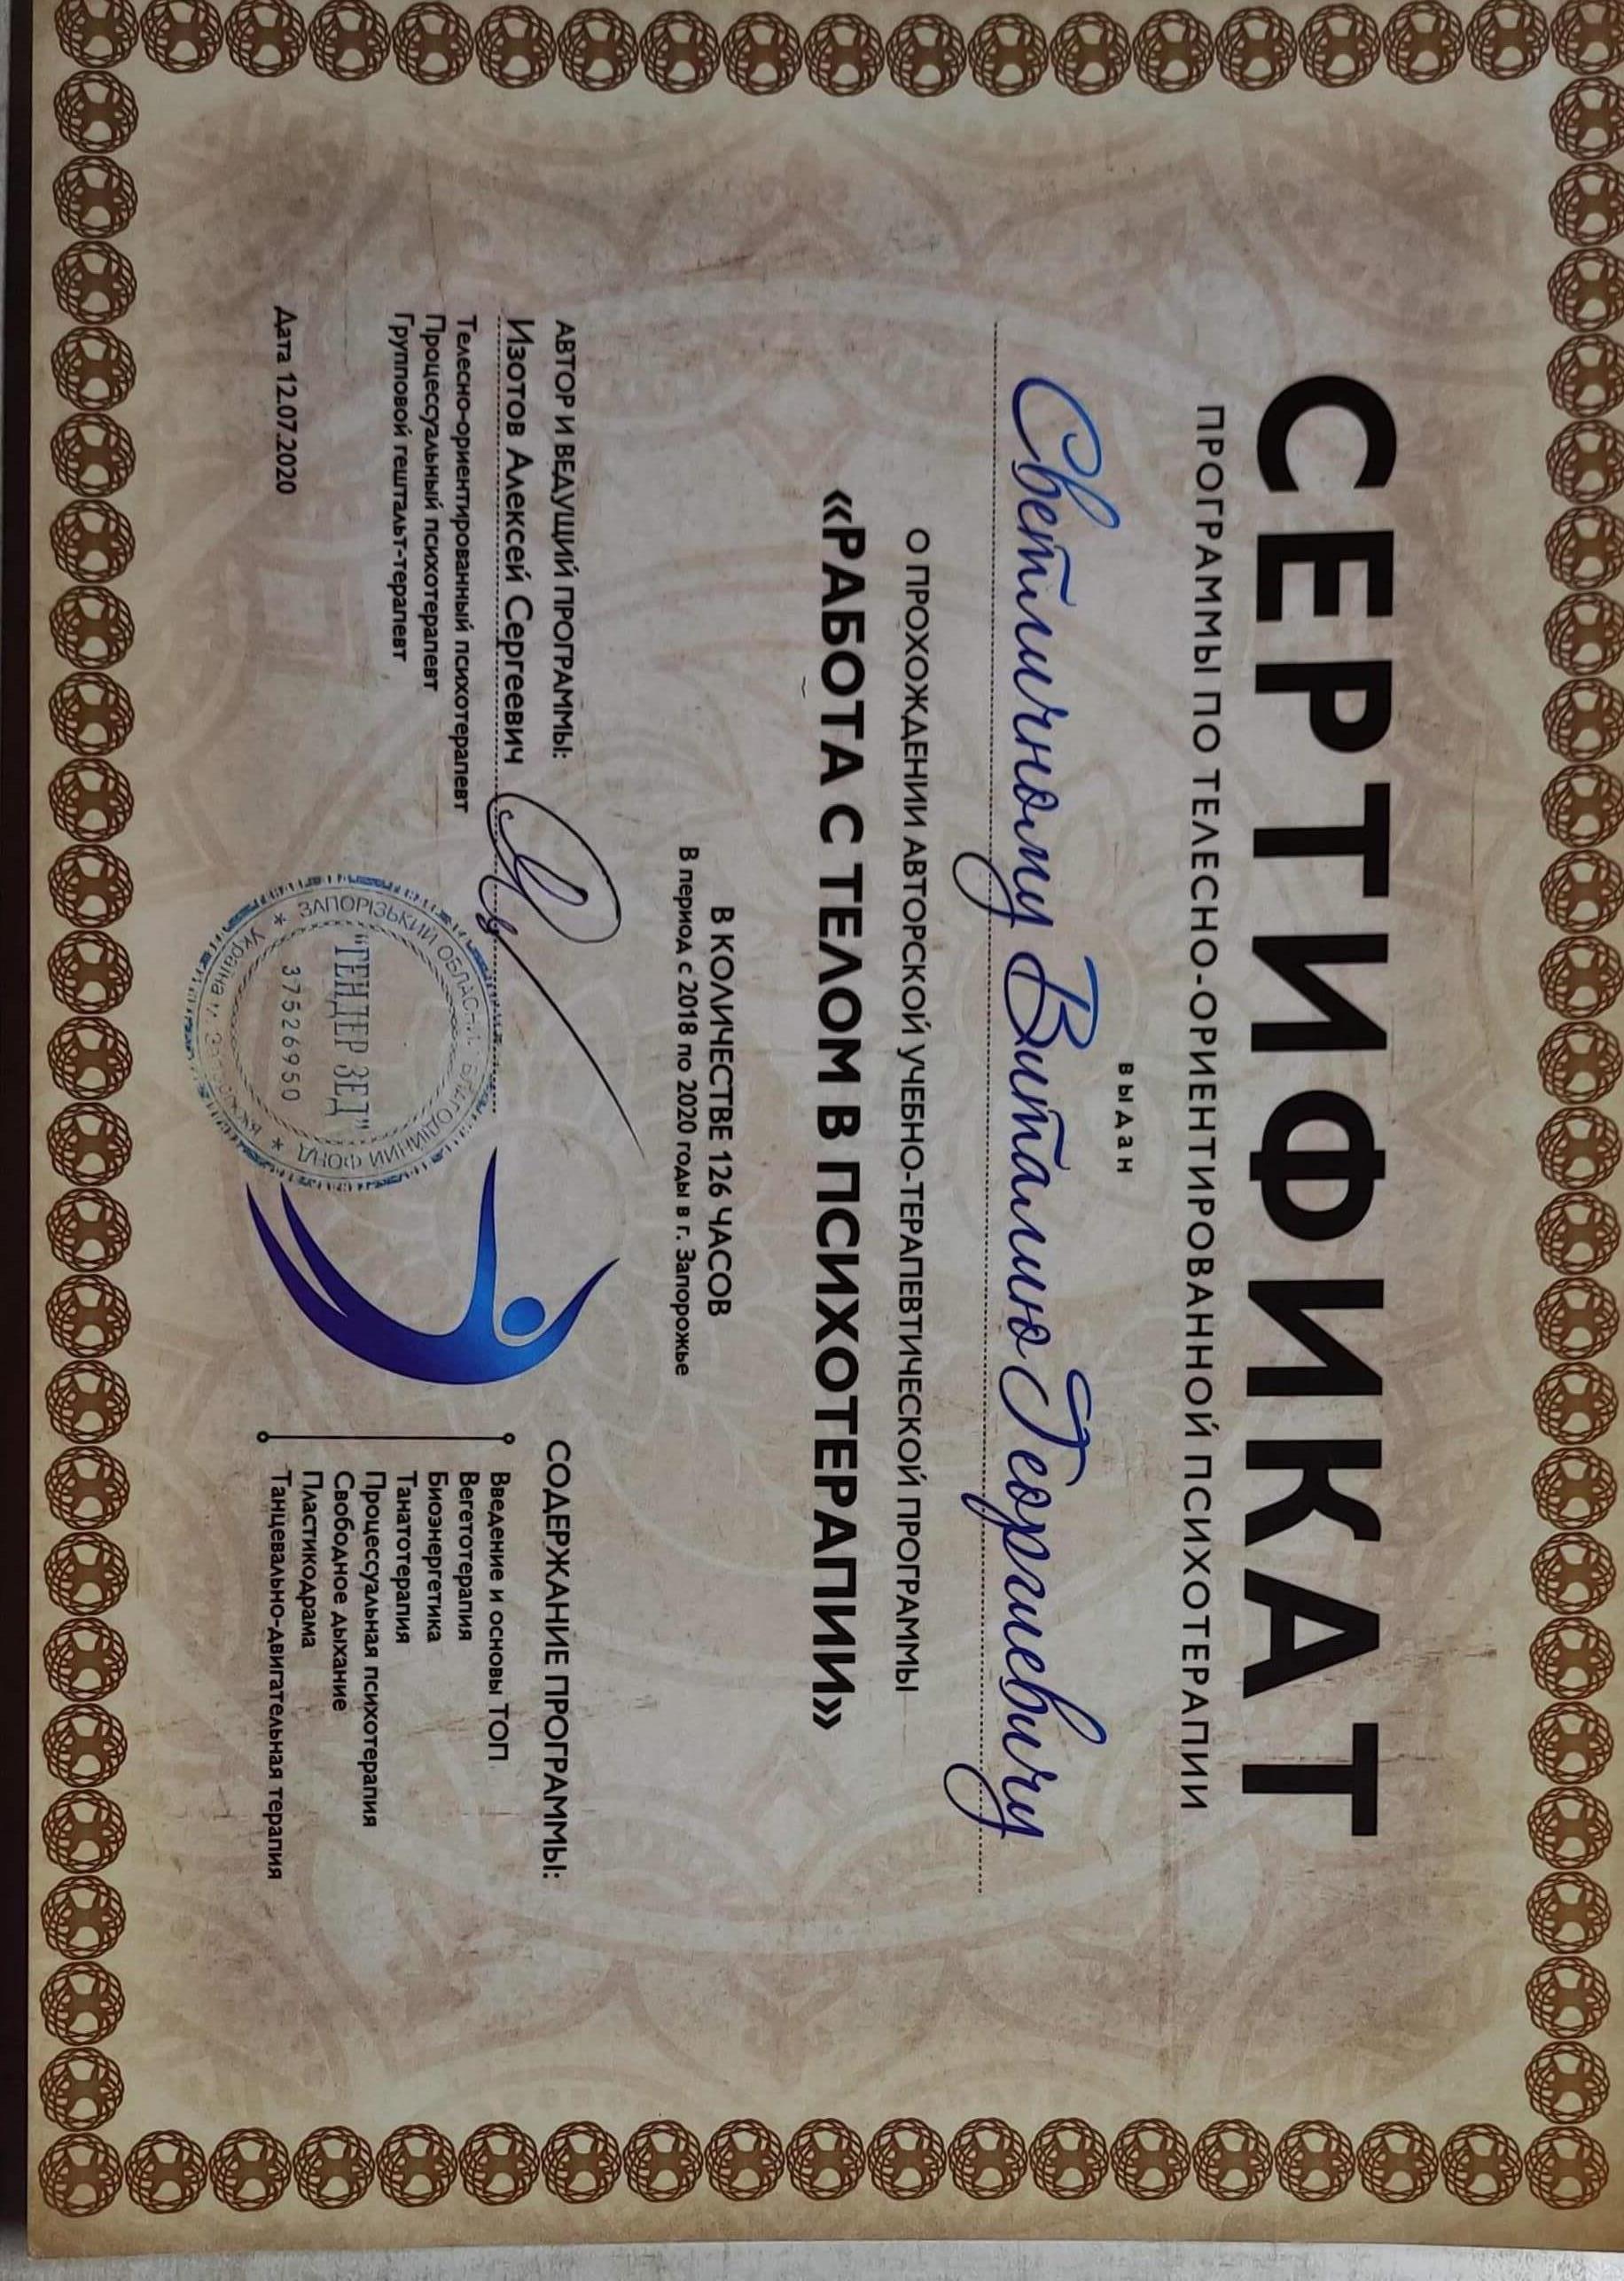 СЕРТИФИКАТ
ПРОГРАММЫ ПО ТЕЛЕСНО-ОРИЕНТИРОВАННОЙ ПСИХОТЕРАПИИ
выдан
Светличному Виталию Георгиевичу
О ПРОХОЖДЕНИИ АВТОРСКОЙ УЧЕБНО-ТЕРАПЕВТИЧЕСКОЙ ПРОГРАММЫ
«РАБОТА С ТЕЛОМ В ПСИХОТЕРАПИИ»
В КОЛИЧЕСТВЕ 126 ЧАСОВ
В период с 2018 по 2020 годы в г. Запорожье
АВТОР И ВЕДУЩИЙ ПРОГРАММЫ:
Изотов Алексей Сергеевич
Телесно-ориентированный психотерапевт
Процессуальный психотерапевт
Групповой гештальт-терапевт
Дата 12.07.2020
ЗАПОРІЗЬКИЙ ОБЛАСНИЙ БЛАГОДІЙНИЙ ФОНД
"ТЕНДЕР ЗЕД"
37526950
Україна м.
СОДЕРЖАНИЕ ПРОГРАММЫ:
Введение и основы ТОП
Вегетотерапия
Биоэнергетика
Танатотерапия
Процессуальная психотерапия
Свободное дыхание
Пластикодрама
Танцевально-двигательная терапия